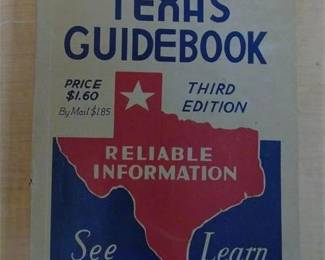 TEXAS
GUIDEBOOK
PRICE
$1.60
By Mail $1.85
THIRD
EDITION
RELIABLE
INFORMATION
See
Learn